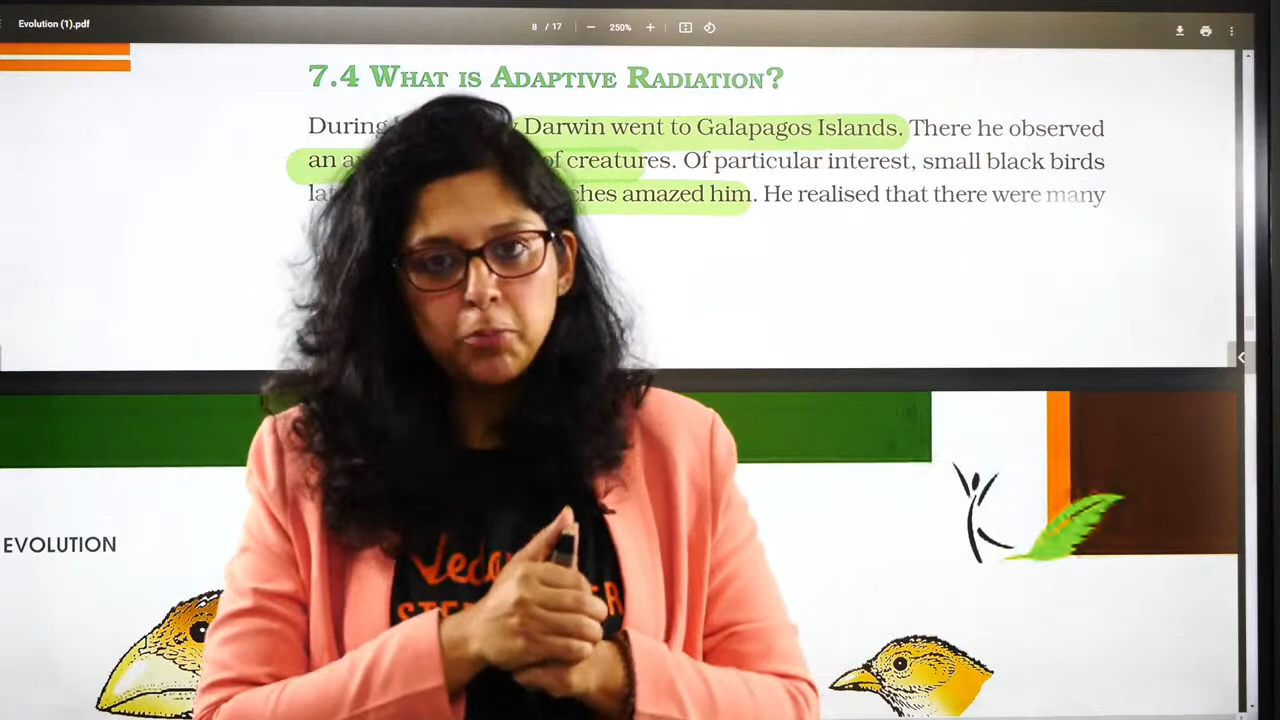 Evolution (1).pdf
8 / 17
250%
7.4 WHAT IS ADAPTIVE RADIATION?
During Darwin went to Galapagos Islands. There he observed
an of creatures. Of particular interest, small black birds
amazed him. He realised that there were many
EVOLUTION